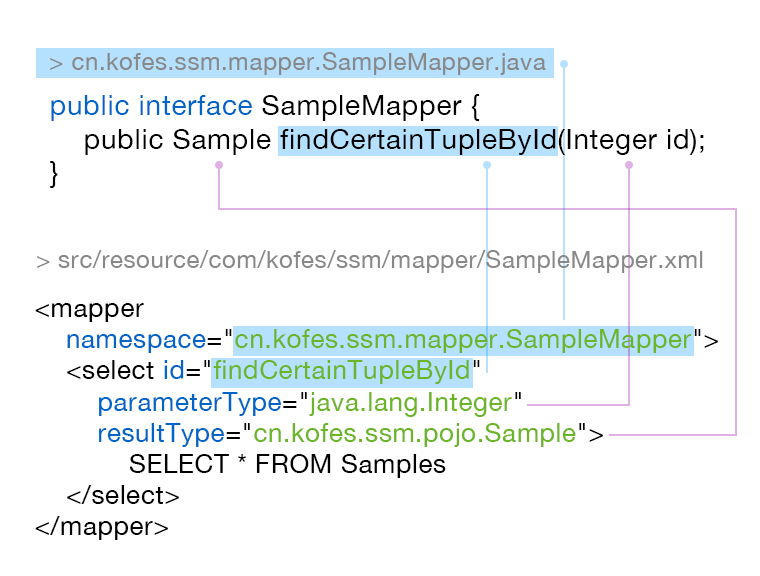 > cn.kofes.ssm.mapper.SampleMapper.java
public interface SampleMapper {
public Sample findCertainTupleById(Integer id);
}
> src/resource/com/kofes/ssm/mapper/SampleMapper.xml
<mapper
namespace="cn.kofes.ssm.mapper.SampleMapper">
<select id="findCertainTupleById"
parameterType="java.lang.Integer"
resultType="cn.kofes.ssm.pojo.Sample">
SELECT * FROM Samples
</select>
</mapper>